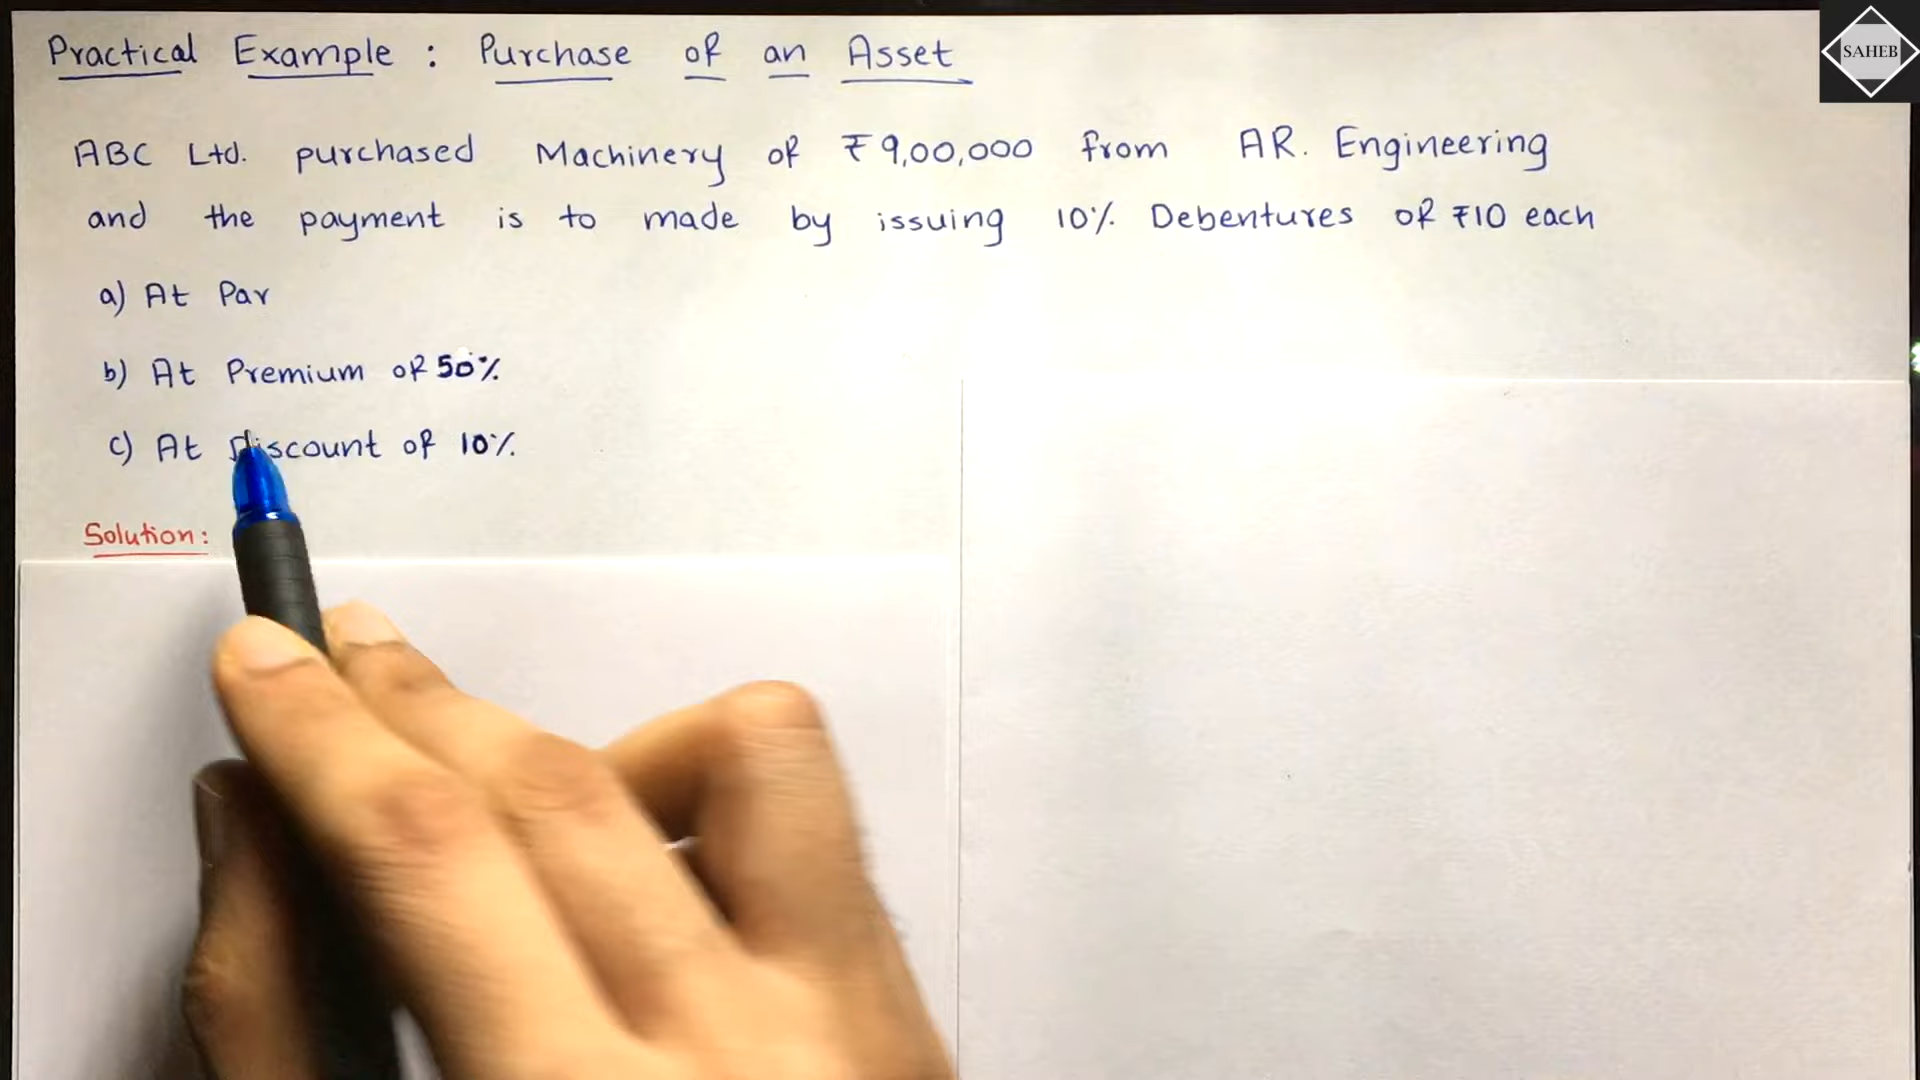 Practical Example : Purchase of an Asset
SAHEB
ABC Ltd. purchased Machinery of ₹9,00,000 from AR. Engineering
and the payment is to made by issuing 10% Debentures of ₹10 each
a) At Par
b) At Premium of 50%
c) At Discount of 10%
Solution: